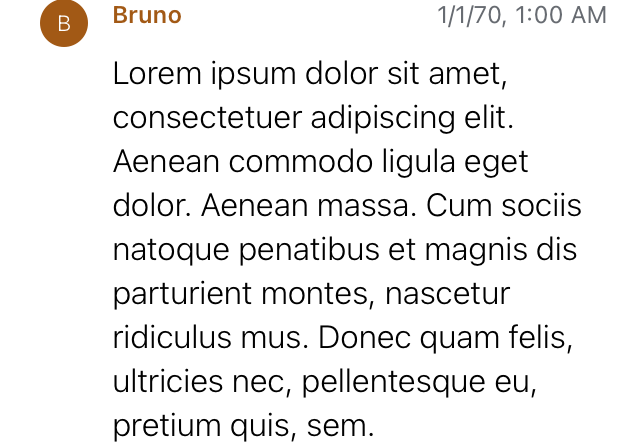 B
Bruno 1/1/70, 1:00 AM
Lorem ipsum dolor sit amet,
consectetuer adipiscing elit.
Aenean commodo ligula eget
dolor. Aenean massa. Cum sociis
natoque penatibus et magnis dis
parturient montes, nascetur
ridiculus mus. Donec quam felis,
ultricies nec, pellentesque eu,
pretium quis, sem.